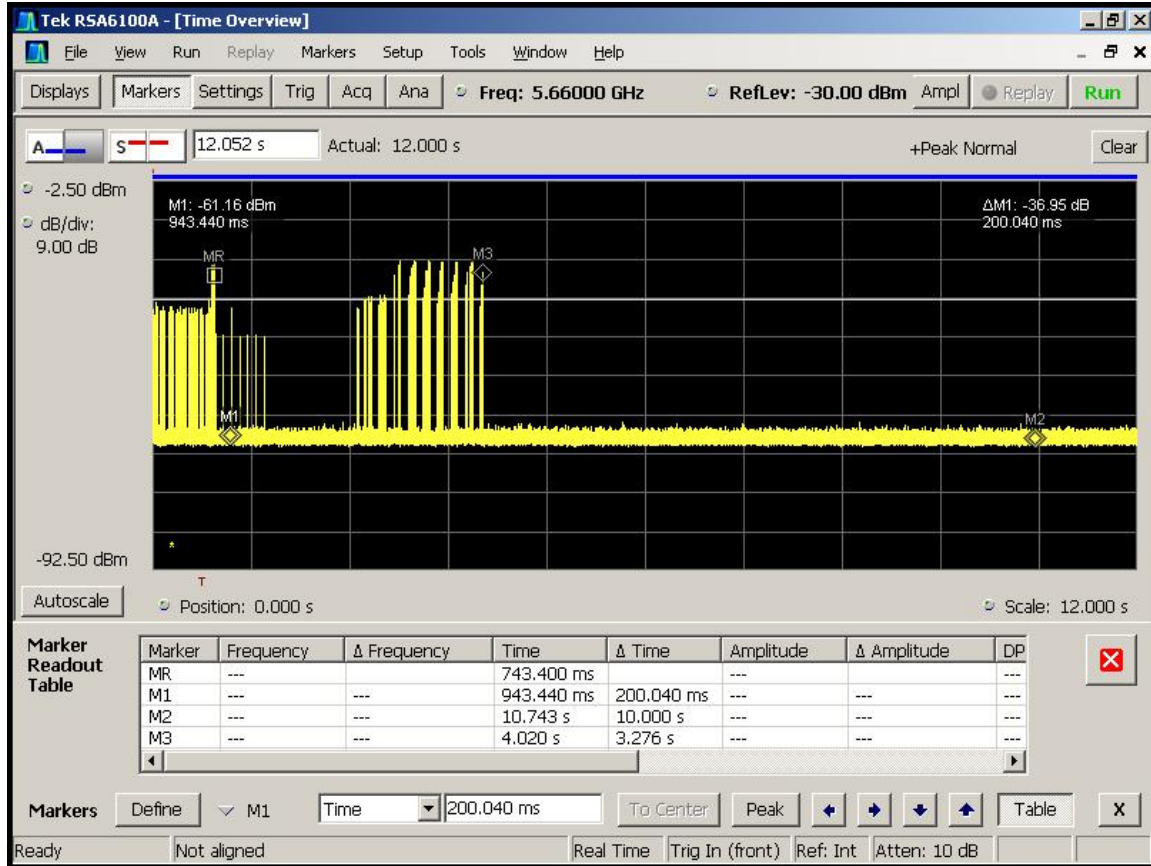 Tek RSA6100A - [Time Overview]
File View Run Replay Markers Setup Tools Window Help
Displays Markers Settings Trig Acq Ana Freq: 5.66000 GHz RefLev: -30.00 dBm Ampl Replay Run
A S 12.052 s Actual: 12.000 s +Peak Normal Clear
-2.50 dBm
dB/div:
9.00 dB
M1: -61.16 dBm
943.440 ms
ΔM1: -36.95 dB
200.040 ms
MR
M3
M1
M2
-92.50 dBm
T
Autoscale Position: 0.000 s Scale: 12.000 s
Marker
Readout
Table
Marker Frequency Δ Frequency Time Δ Time Amplitude Δ Amplitude DP
MR --- 743.400 ms --- ---
M1 --- --- 943.440 ms 200.040 ms --- --- ---
M2 --- --- 10.743 s 10.000 s --- --- ---
M3 --- --- 4.020 s 3.276 s --- --- ---
Markers Define M1 Time 200.040 ms To Center Peak Table X
Ready Not aligned Real Time Trig In (front) Ref: Int Atten: 10 dB